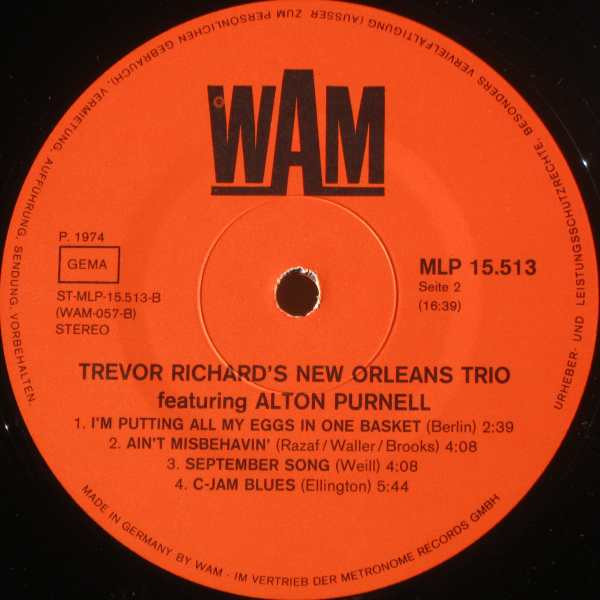 WAM
P. 1974
GEMA
ST-MLP-15.513-B
(WAM-057-B)
STEREO
MLP 15.513
Seite 2
(16:39)
TREVOR RICHARD'S NEW ORLEANS TRIO
featuring ALTON PURNELL
1. I'M PUTTING ALL MY EGGS IN ONE BASKET (Berlin) 2:39
2. AIN'T MISBEHAVIN' (Razaf/Waller/Brooks) 4:08
3. SEPTEMBER SONG (Weill) 4:08
4. C-JAM BLUES (Ellington) 5:44
MADE IN GERMANY BY WAM - IM VERTRIEB DER METRONOME RECORDS GMBH
URHEBER- UND LEISTUNGSSCHUTZRECHTE, BESONDERS VERVIELFÄLTIGUNG (AUSSER ZUM PERSÖNLICHEN GEBRAUCH), VERMIETUNG, AUFFÜHRUNG, SENDUNG, VORBEHALTEN.